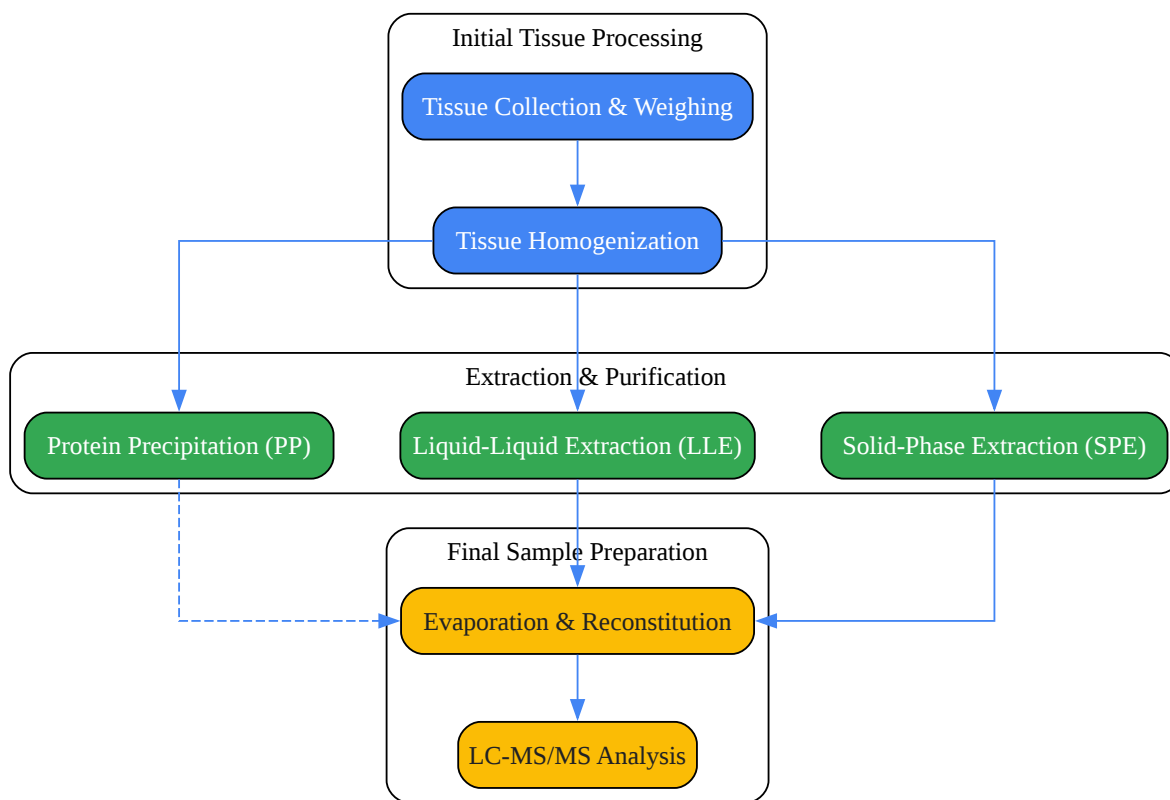 Initial Tissue Processing
Tissue Collection & Weighing
Tissue Homogenization
Extraction & Purification
Protein Precipitation (PP)
Liquid-Liquid Extraction (LLE)
Solid-Phase Extraction (SPE)
Final Sample Preparation
Evaporation & Reconstitution
LC-MS/MS Analysis